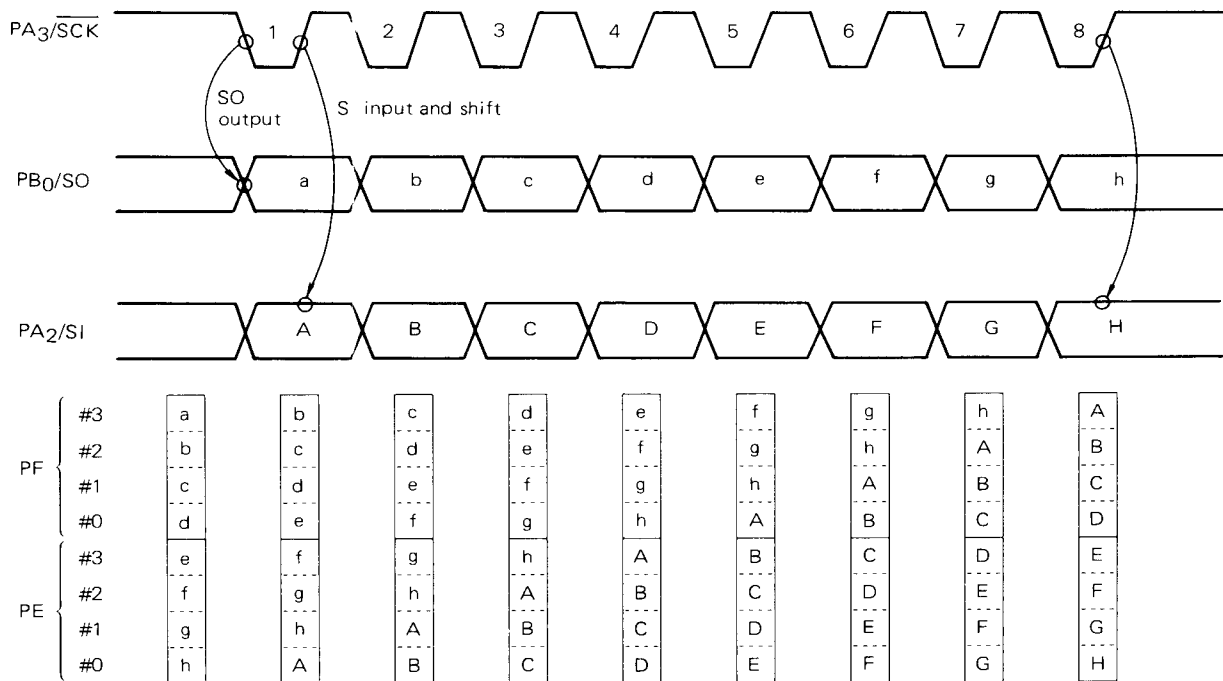 PA3/SCK 1 2 3 4 5 6 7 8
SO
output
S input and shift
PB0/SO a b c d e f g h
PA2/SI A B C D E F G H
PF
#3 a b c d e f g h A
#2 b c d e f g h A B
#1 c d e f g h A B C
#0 d e f g h A B C D
PE
#3 e f g h A B C D E
#2 f g h A B C D E F
#1 g h A B C D E F G
#0 h A B C D E F G H